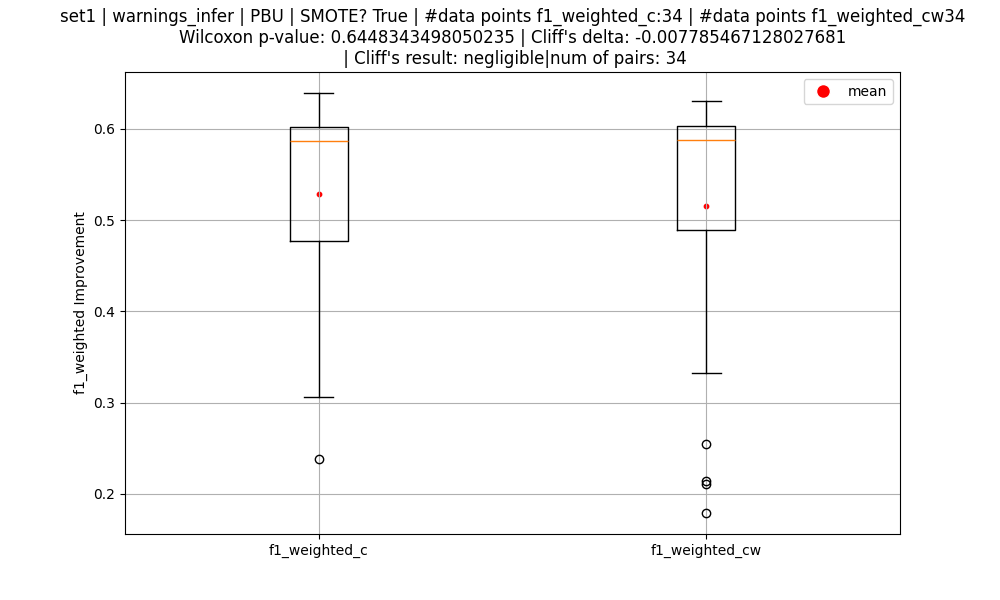 set1 | warnings_infer | PBU | SMOTE? True | #data points f1_weighted_c:34 | #data points f1_weighted_cw34
Wilcoxon p-value: 0.6448343498050235 | Cliff's delta: -0.007785467128027681
| Cliff's result: negligible|num of pairs: 34
mean
0.6
0.5
0.4
0.3
0.2
f1_weighted Improvement
f1_weighted_c
f1_weighted_cw